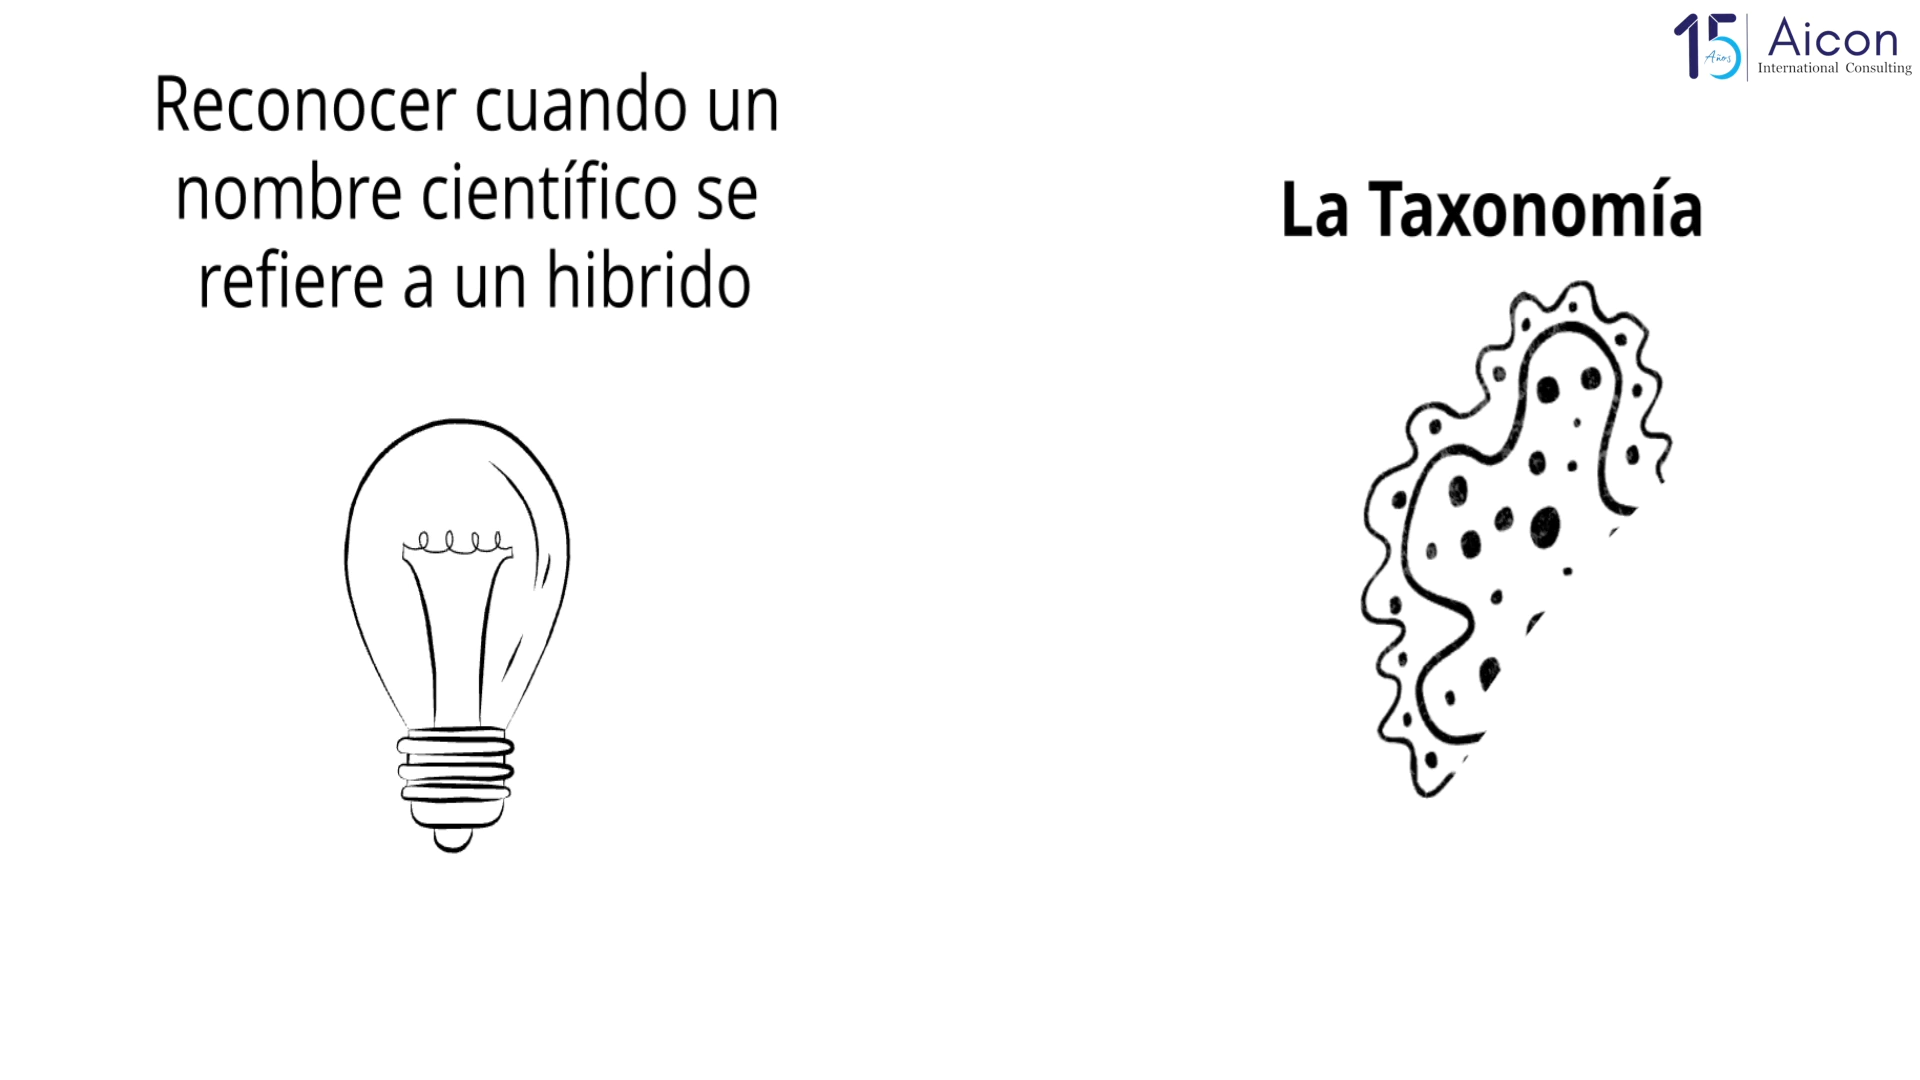 15 Años
Aicon
International Consulting
Reconocer cuando un
nombre científico se
refiere a un hibrido
La Taxonomía